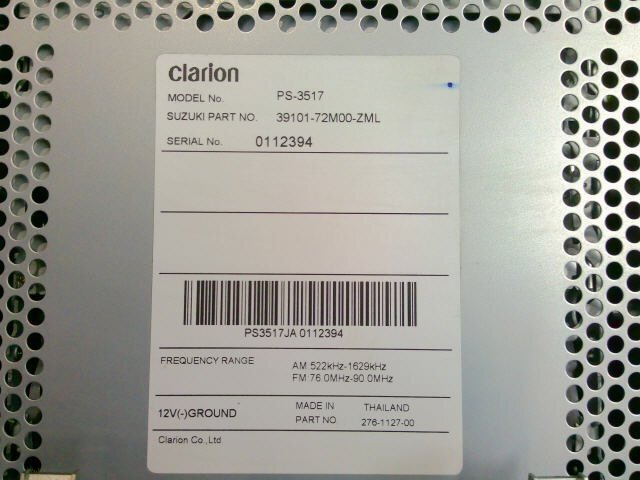 clarion
MODEL No. PS-3517
SUZUKI PART NO. 39101-72M00-ZML
SERIAL No. 0112394
PS3517JA 0112394
FREQUENCY RANGE AM:522kHz-1629kHz
FM:76.0MHz-90.0MHz
12V(-)GROUND MADE IN THAILAND
PART NO. 276-1127-00
Clarion Co.,Ltd